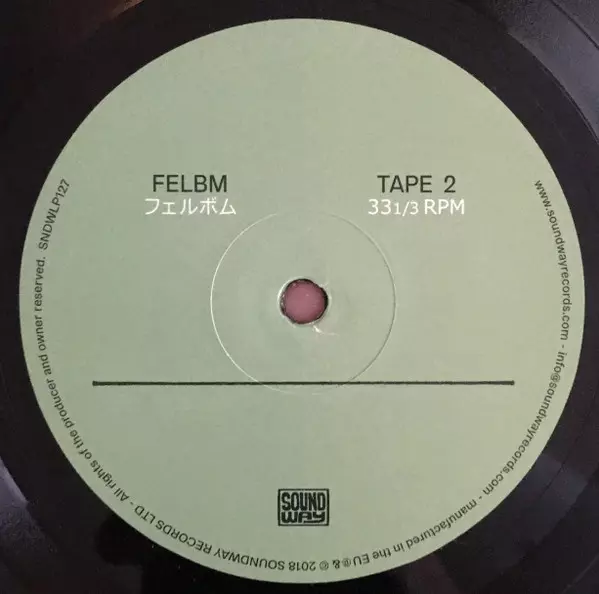 FELBM
フェルボム
TAPE 2
33 1/3 RPM
SOUND
WAY
www.soundwayrecords.com - info@soundwayrecords.com - manufactured in the EU ℗ & © 2018 SOUNDWAY RECORDS LTD - All rights of the producer and owner reserved. SNDWLP127